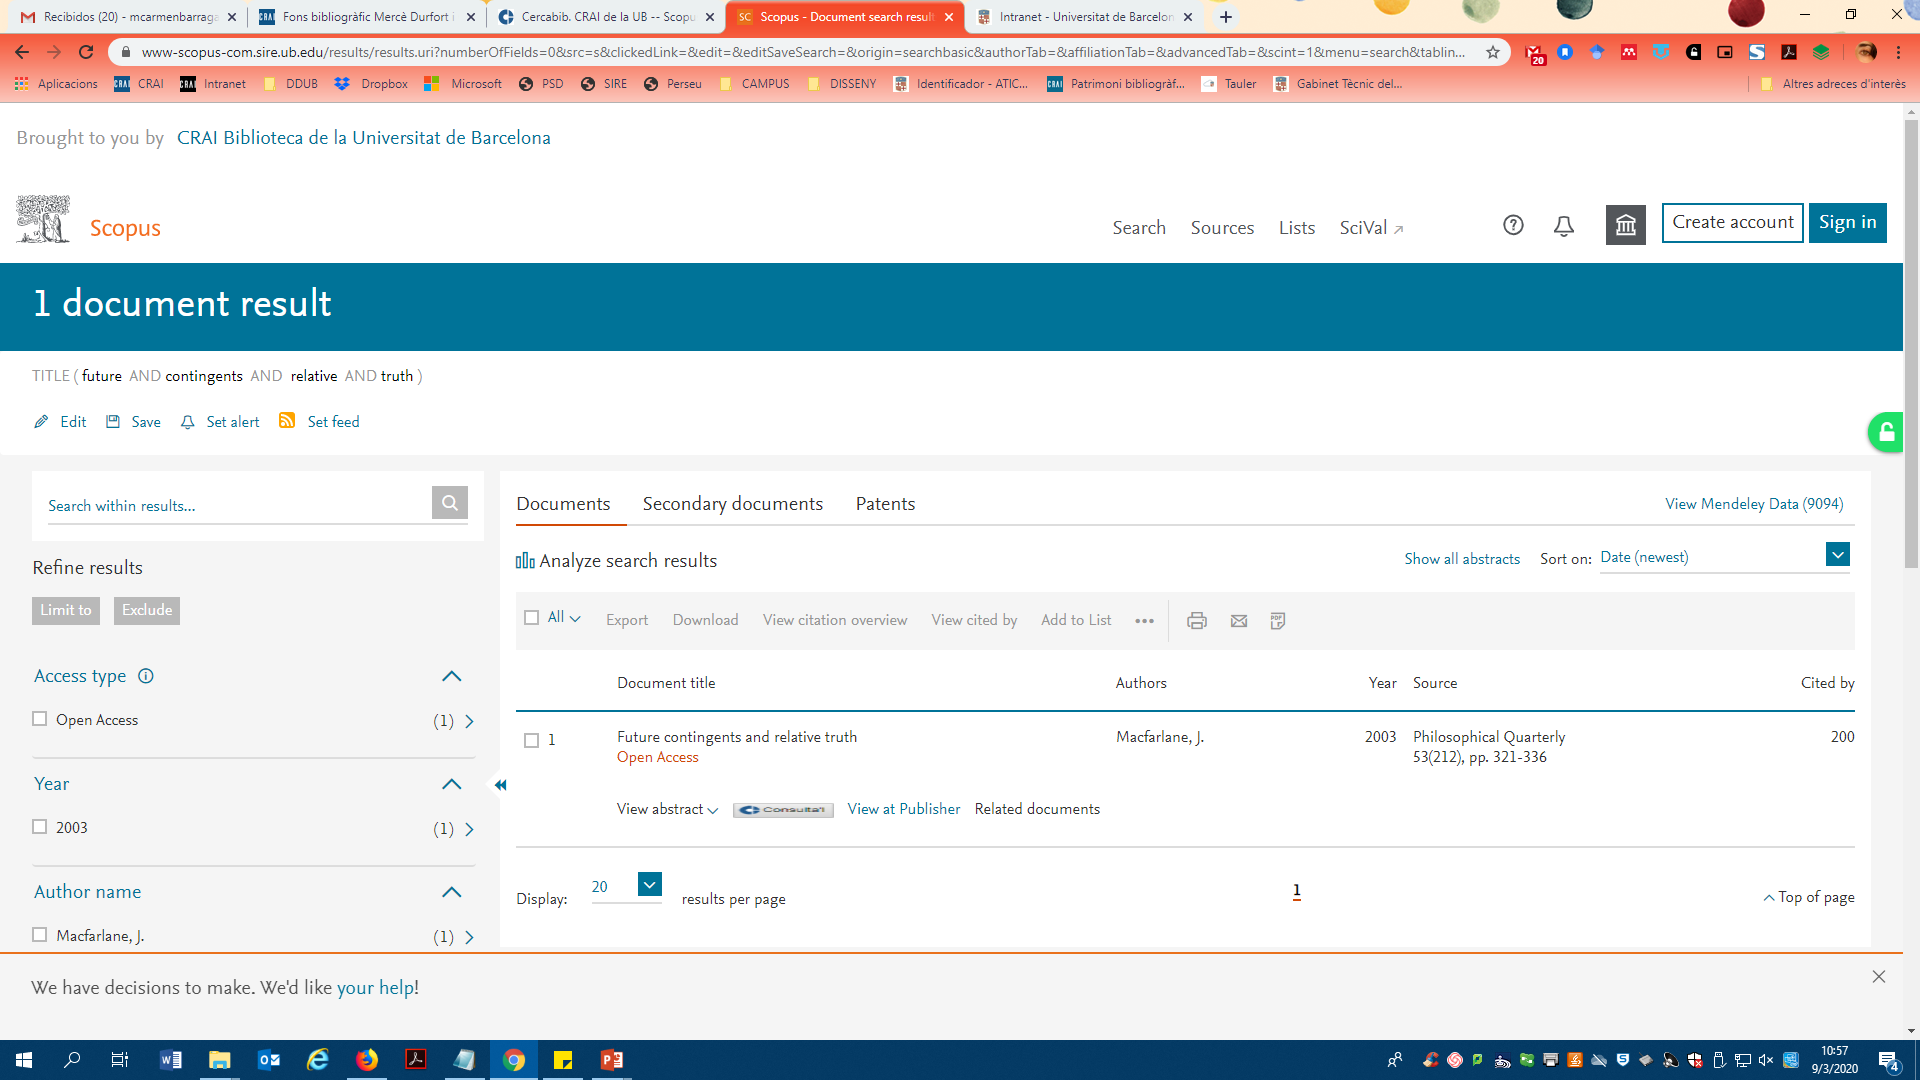 Recibidos (20) - mcarmenbarraga
Fons bibliogràfic Mercè Durfort i
Cercabib. CRAI de la UB -- Scopu
Scopus - Document search result
Intranet - Universitat de Barcelon
www-scopus-com.sire.ub.edu/results/results.uri?numberOfFields=0&src=s&clickedLink=&edit=&editSaveSearch=&origin=searchbasic&authorTab=&affiliationTab=&advancedTab=&scint=1&menu=search&tablin...
20
Aplicacions CRAI CRAI CRAI Intranet DDUB Dropbox Microsoft PSD SIRE Perseu CAMPUS DISSENY Identificador - ATIC... CRAI Patrimoni bibliogràf... Tauler Gabinet Tècnic del... Altres adreces d'interès
Brought to you by CRAI Biblioteca de la Universitat de Barcelona
Scopus
Search Sources Lists SciVal
Create account Sign in
1 document result
TITLE ( future AND contingents AND relative AND truth )
Edit Save Set alert Set feed
Search within results...
Refine results
Limit to Exclude
Access type
Open Access (1)
Year
2003 (1)
Author name
Macfarlane, J. (1)
Documents Secondary documents Patents
View Mendeley Data (9094)
Analyze search results
Show all abstracts Sort on: Date (newest)
All Export Download View citation overview View cited by Add to List ••• PDF
Document title Authors Year Source Cited by
1 Future contingents and relative truth Macfarlane, J. 2003 Philosophical Quarterly 200
Open Access 53(212), pp. 321-336
View abstract Consulta'l View at Publisher Related documents
Display: 20 results per page
1
Top of page
We have decisions to make. We'd like your help!
10:57
9/3/2020
4